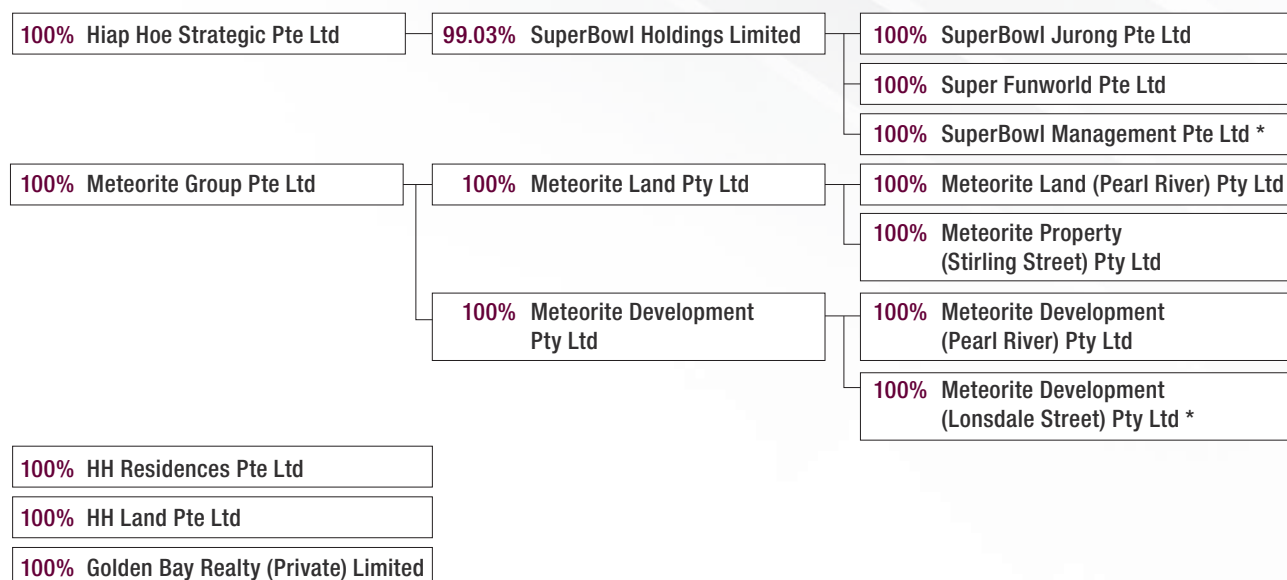 100% Hiap Hoe Strategic Pte Ltd
99.03% SuperBowl Holdings Limited
100% SuperBowl Jurong Pte Ltd
100% Super Funworld Pte Ltd
100% SuperBowl Management Pte Ltd *
100% Meteorite Group Pte Ltd
100% Meteorite Land Pty Ltd
100% Meteorite Land (Pearl River) Pty Ltd
100% Meteorite Property
(Stirling Street) Pty Ltd
100% Meteorite Development
Pty Ltd
100% Meteorite Development
(Pearl River) Pty Ltd
100% Meteorite Development
(Lonsdale Street) Pty Ltd *
100% HH Residences Pte Ltd
100% HH Land Pte Ltd
100% Golden Bay Realty (Private) Limited